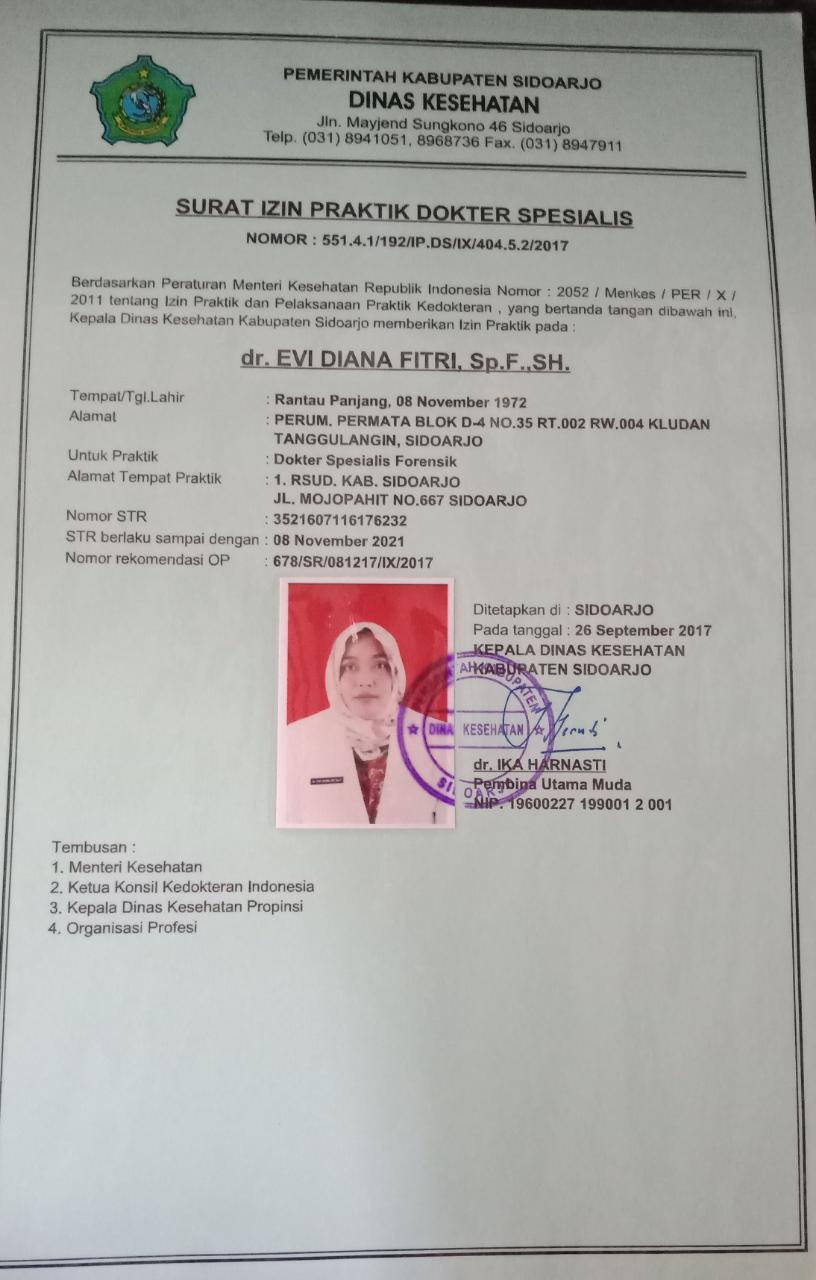 PEMERINTAH KABUPATEN SIDOARJO
DINAS KESEHATAN
Jln. Mayjend Sungkono 46 Sidoarjo
Telp. (031) 8941051, 8968736 Fax. (031) 8947911
SURAT IZIN PRAKTIK DOKTER SPESIALIS
NOMOR : 551.4.1/192/IP.DS/IX/404.5.2/2017
Berdasarkan Peraturan Menteri Kesehatan Republik Indonesia Nomor : 2052 / Menkes / PER / X /
2011 tentang Izin Praktik dan Pelaksanaan Praktik Kedokteran , yang bertanda tangan dibawah ini,
Kepala Dinas Kesehatan Kabupaten Sidoarjo memberikan Izin Praktik pada :
dr. EVI DIANA FITRI, Sp.F.,SH.
Tempat/Tgl.Lahir : Rantau Panjang, 08 November 1972
Alamat : PERUM. PERMATA BLOK D-4 NO.35 RT.002 RW.004 KLUDAN
TANGGULANGIN, SIDOARJO
Untuk Praktik : Dokter Spesialis Forensik
Alamat Tempat Praktik : 1. RSUD. KAB. SIDOARJO
JL. MOJOPAHIT NO.667 SIDOARJO
Nomor STR : 3521607116176232
STR berlaku sampai dengan : 08 November 2021
Nomor rekomendasi OP : 678/SR/081217/IX/2017
Ditetapkan di : SIDOARJO
Pada tanggal : 26 September 2017
KEPALA DINAS KESEHATAN
KABUPATEN SIDOARJO
DINAS KESEHATAN
SIDOARJO
dr. IKA HARNASTI
Pembina Utama Muda
NIP. 19600227 199001 2 001
Tembusan :
1. Menteri Kesehatan
2. Ketua Konsil Kedokteran Indonesia
3. Kepala Dinas Kesehatan Propinsi
4. Organisasi Profesi